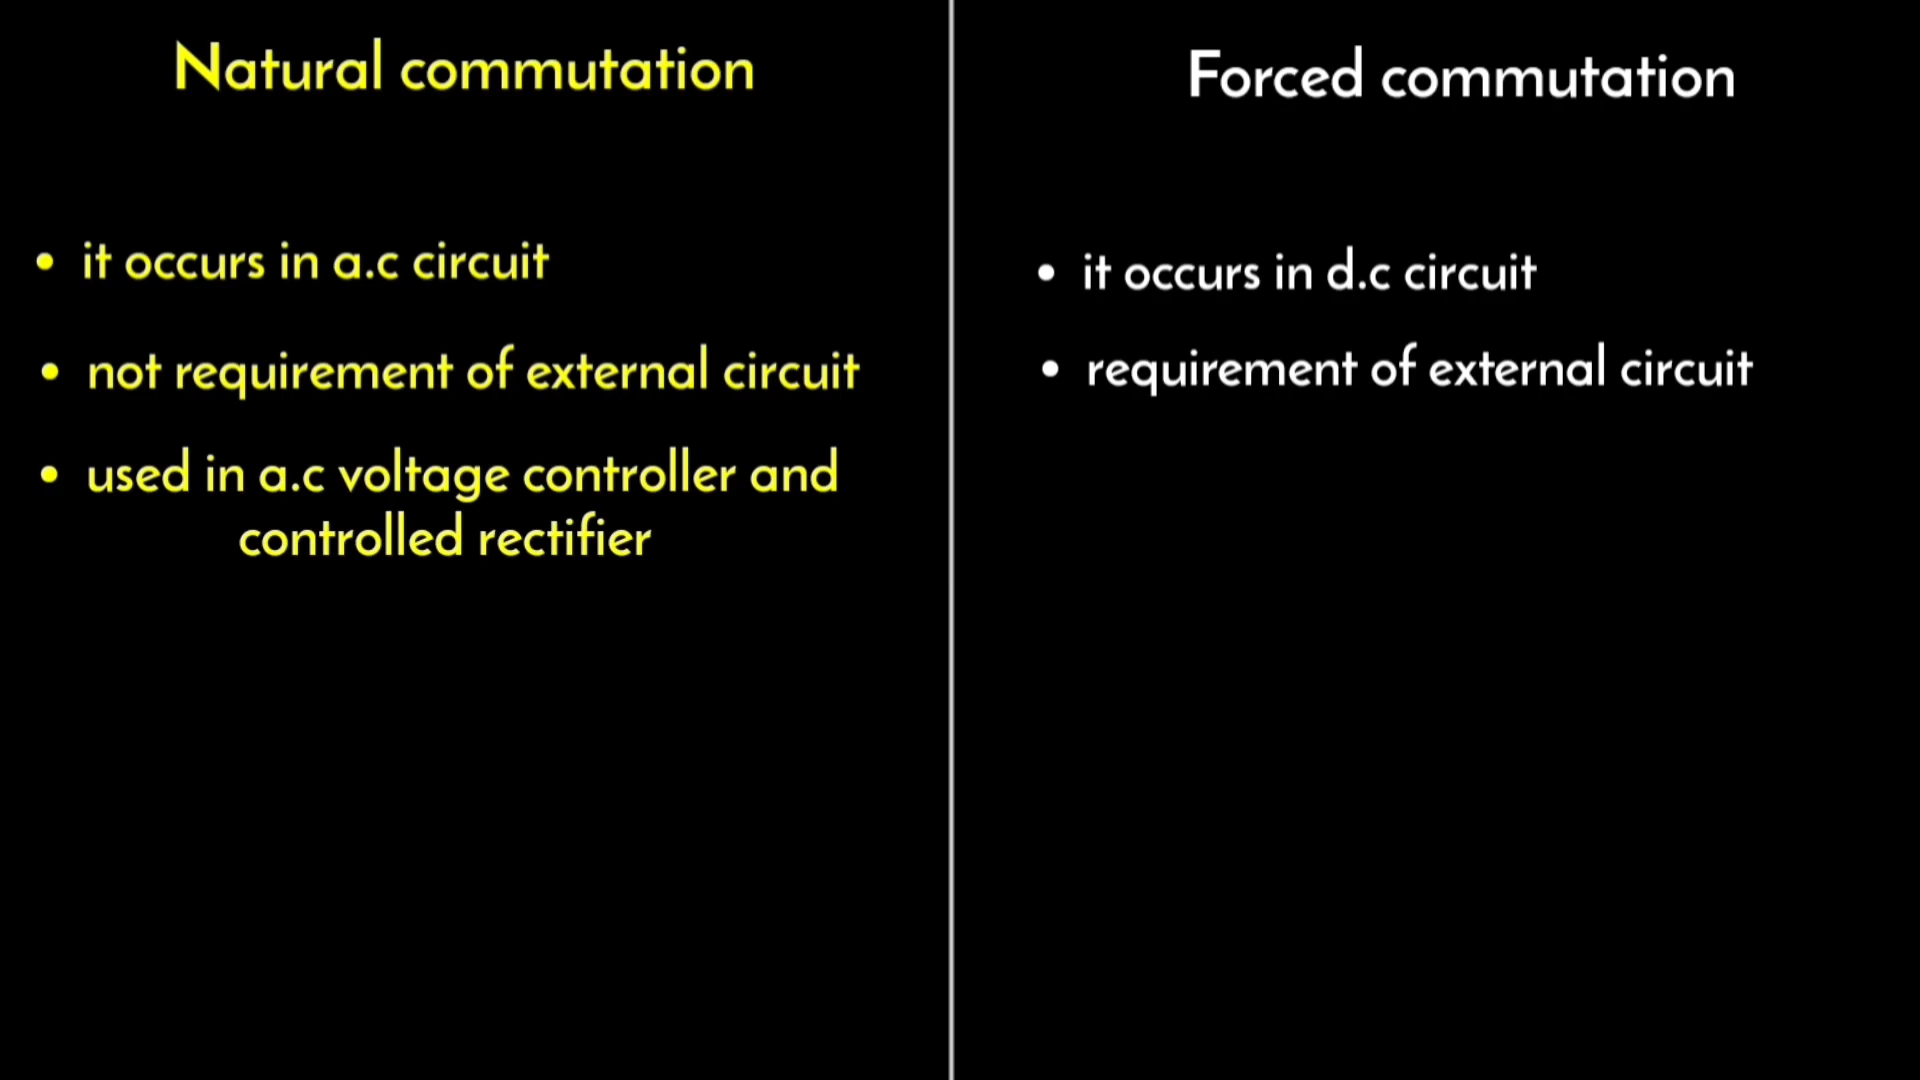 Natural commutation
• it occurs in a.c circuit
• not requirement of external circuit
• used in a.c voltage controller and
controlled rectifier
Forced commutation
• it occurs in d.c circuit
• requirement of external circuit